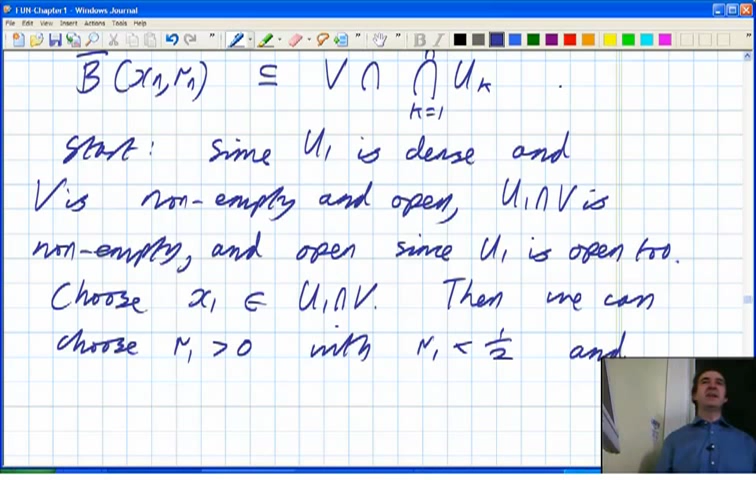 FUN-Chapter1 - Windows Journal
File Edit View Insert Actions Tools Help
B̅(x₁,r₁) ⊆ V ∩ ⋂ₖ₌₁ⁿ Uₖ .
Start: Since U₁ is dense and
V is non-empty and open, U₁∩V is
non-empty, and open since U₁ is open too.
Choose x₁ ∈ U₁∩V. Then we can
choose r₁ > 0 with r₁ < 1/2 and